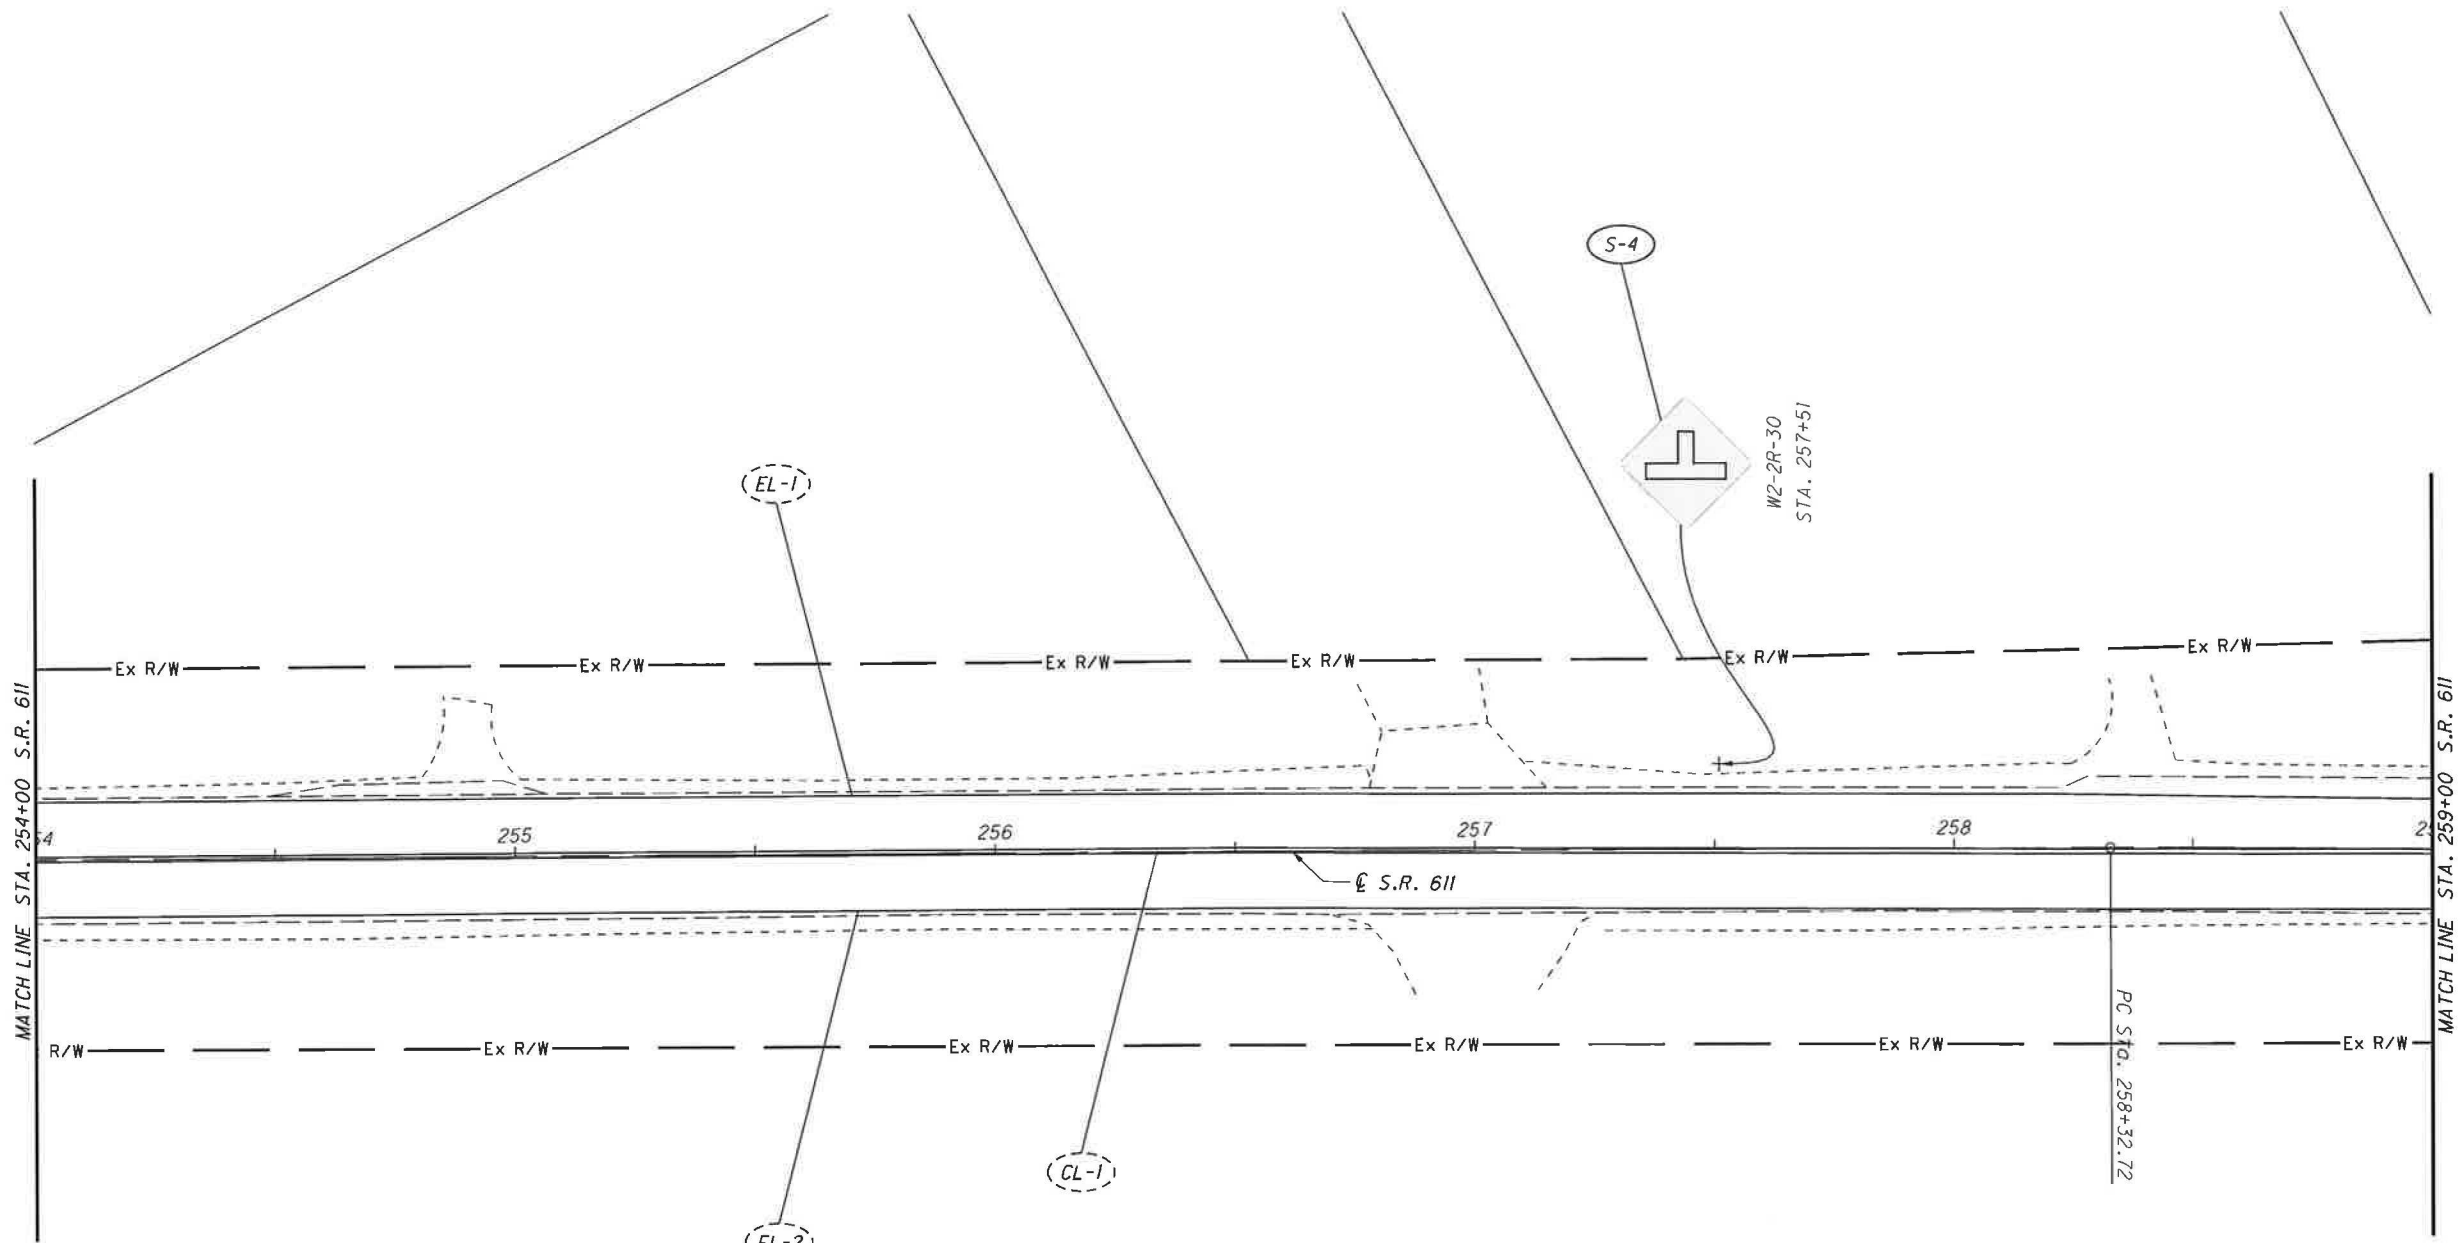 S-4
W2-2R-30
STA. 257+51
EL-1
Ex R/W
Ex R/W
Ex R/W
Ex R/W
Ex R/W
Ex R/W
MATCH LINE STA. 254+00 S.R. 611
MATCH LINE STA. 259+00 S.R. 611
54
255
256
257
258
25
℄ S.R. 611
PC Sta. 258+32.72
R/W
Ex R/W
Ex R/W
Ex R/W
Ex R/W
Ex R/W
CL-1